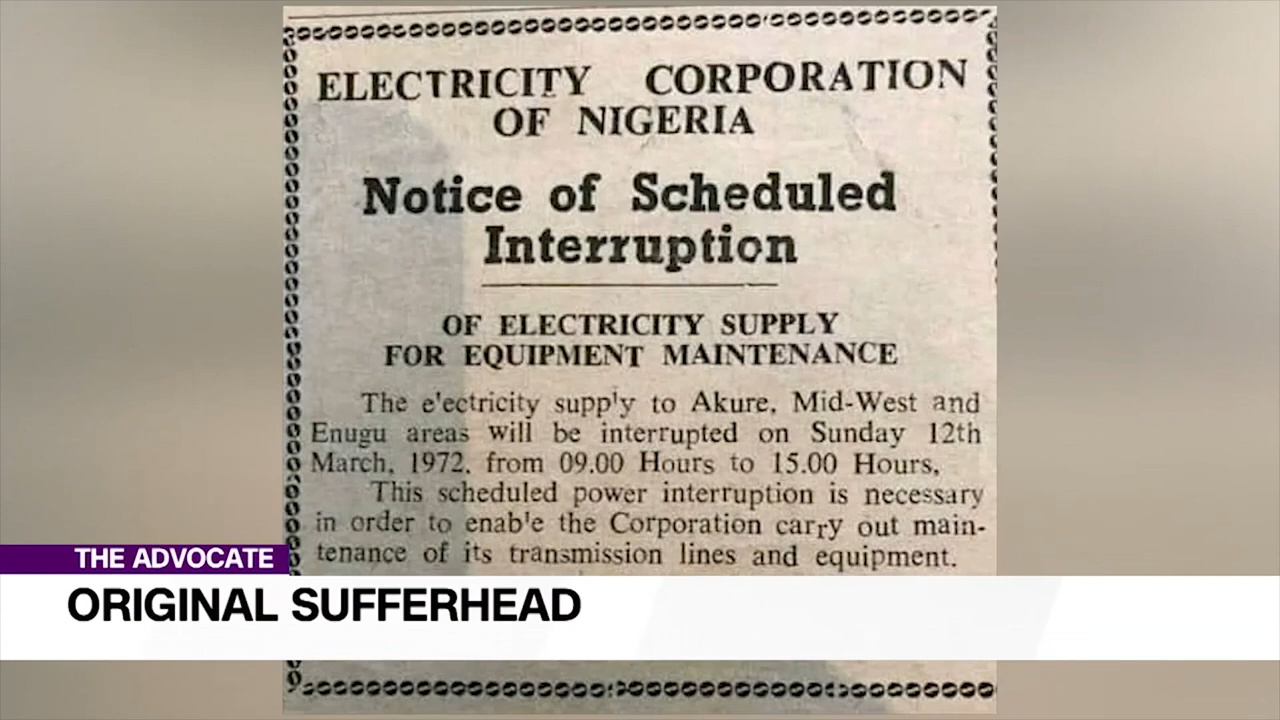 ELECTRICITY CORPORATION
OF NIGERIA
Notice of Scheduled
Interruption
OF ELECTRICITY SUPPLY
FOR EQUIPMENT MAINTENANCE
The e'ectricity supp'y to Akure, Mid-West and
Enugu areas will be interrupted on Sunday 12th
March, 1972, from 09.00 Hours to 15.00 Hours,
This scheduled power interruption is necessary
in order to enab'e the Corporation carry out main-
tenance of its transmission lines and equipment.
THE ADVOCATE
ORIGINAL SUFFERHEAD